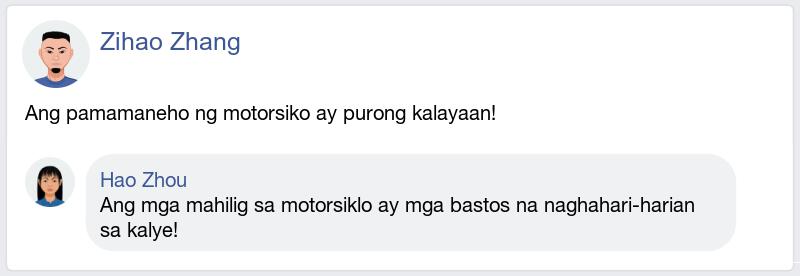 Zihao Zhang
Ang pamamaneho ng motorsiko ay purong kalayaan!
Hao Zhou
Ang mga mahilig sa motorsiklo ay mga bastos na naghahari-harian
sa kalye!